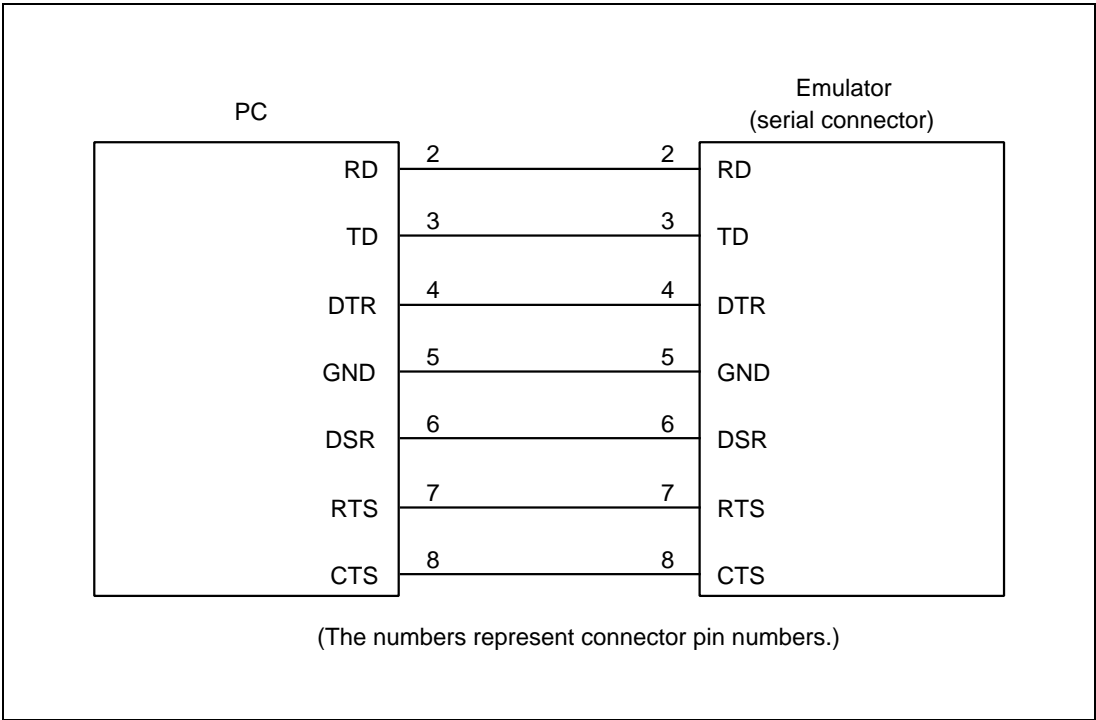 PC
Emulator
(serial connector)
RD 2 2 RD
TD 3 3 TD
DTR 4 4 DTR
GND 5 5 GND
DSR 6 6 DSR
RTS 7 7 RTS
CTS 8 8 CTS
(The numbers represent connector pin numbers.)